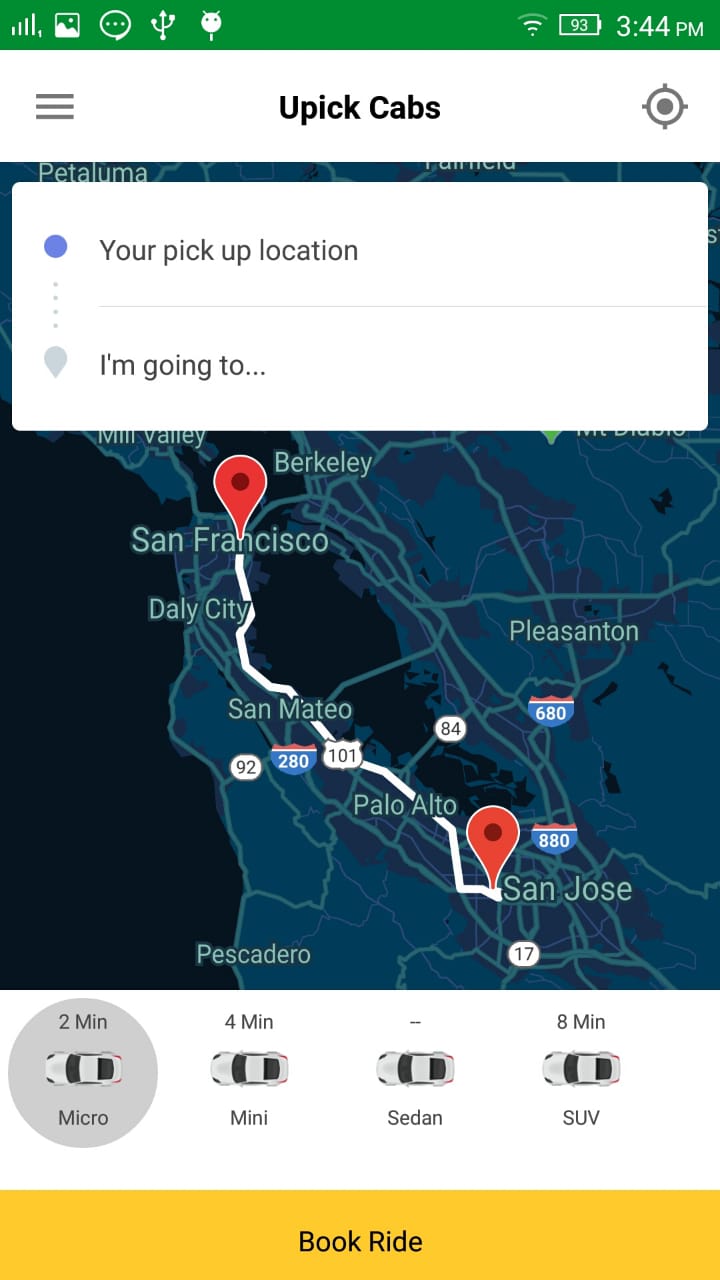 93 3:44 PM
Upick Cabs
Petaluma
Fairfield
Your pick up location
I'm going to...
Mill Valley
Mt Diablo
Berkeley
San Francisco
Daly City
Pleasanton
San Mateo
680
84
101
280
92
Palo Alto
880
San Jose
Pescadero
17
2 Min
4 Min
--
8 Min
Micro
Mini
Sedan
SUV
Book Ride